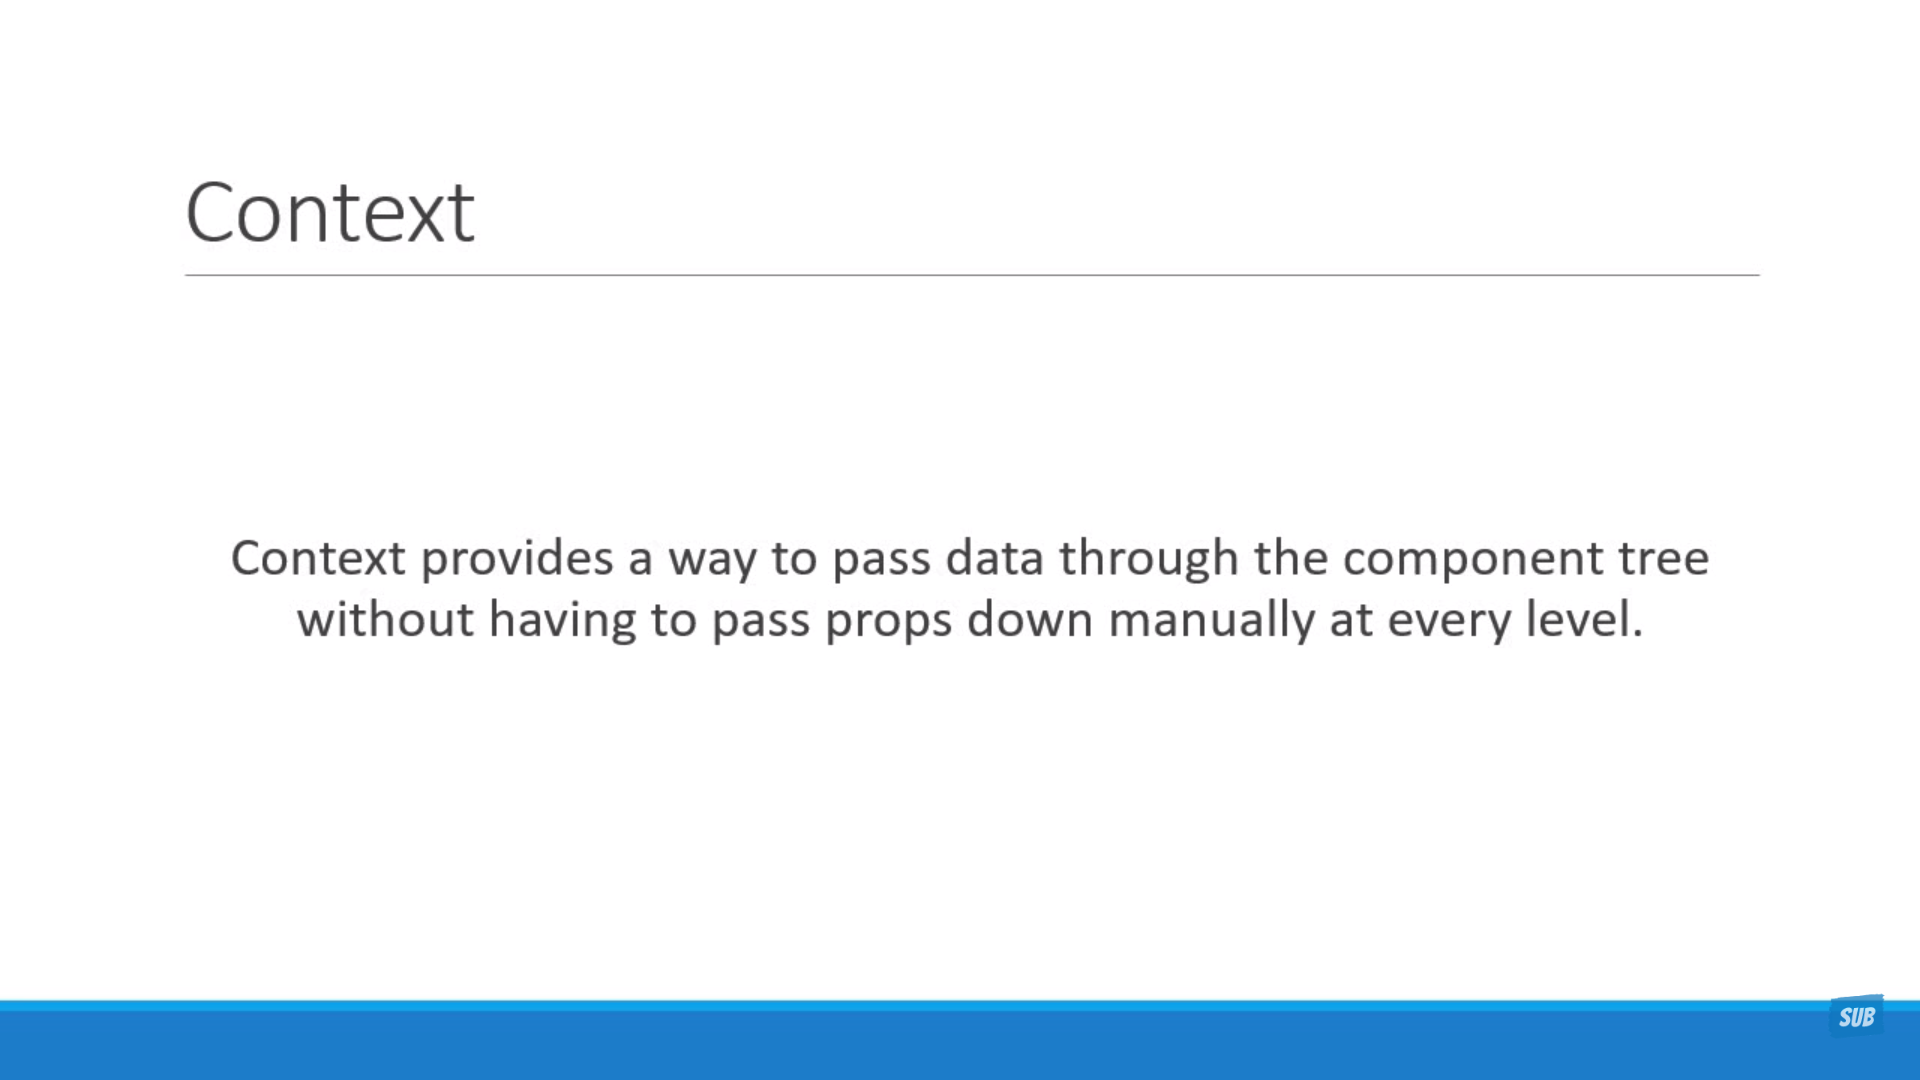 Context
Context provides a way to pass data through the component tree
without having to pass props down manually at every level.
SUB